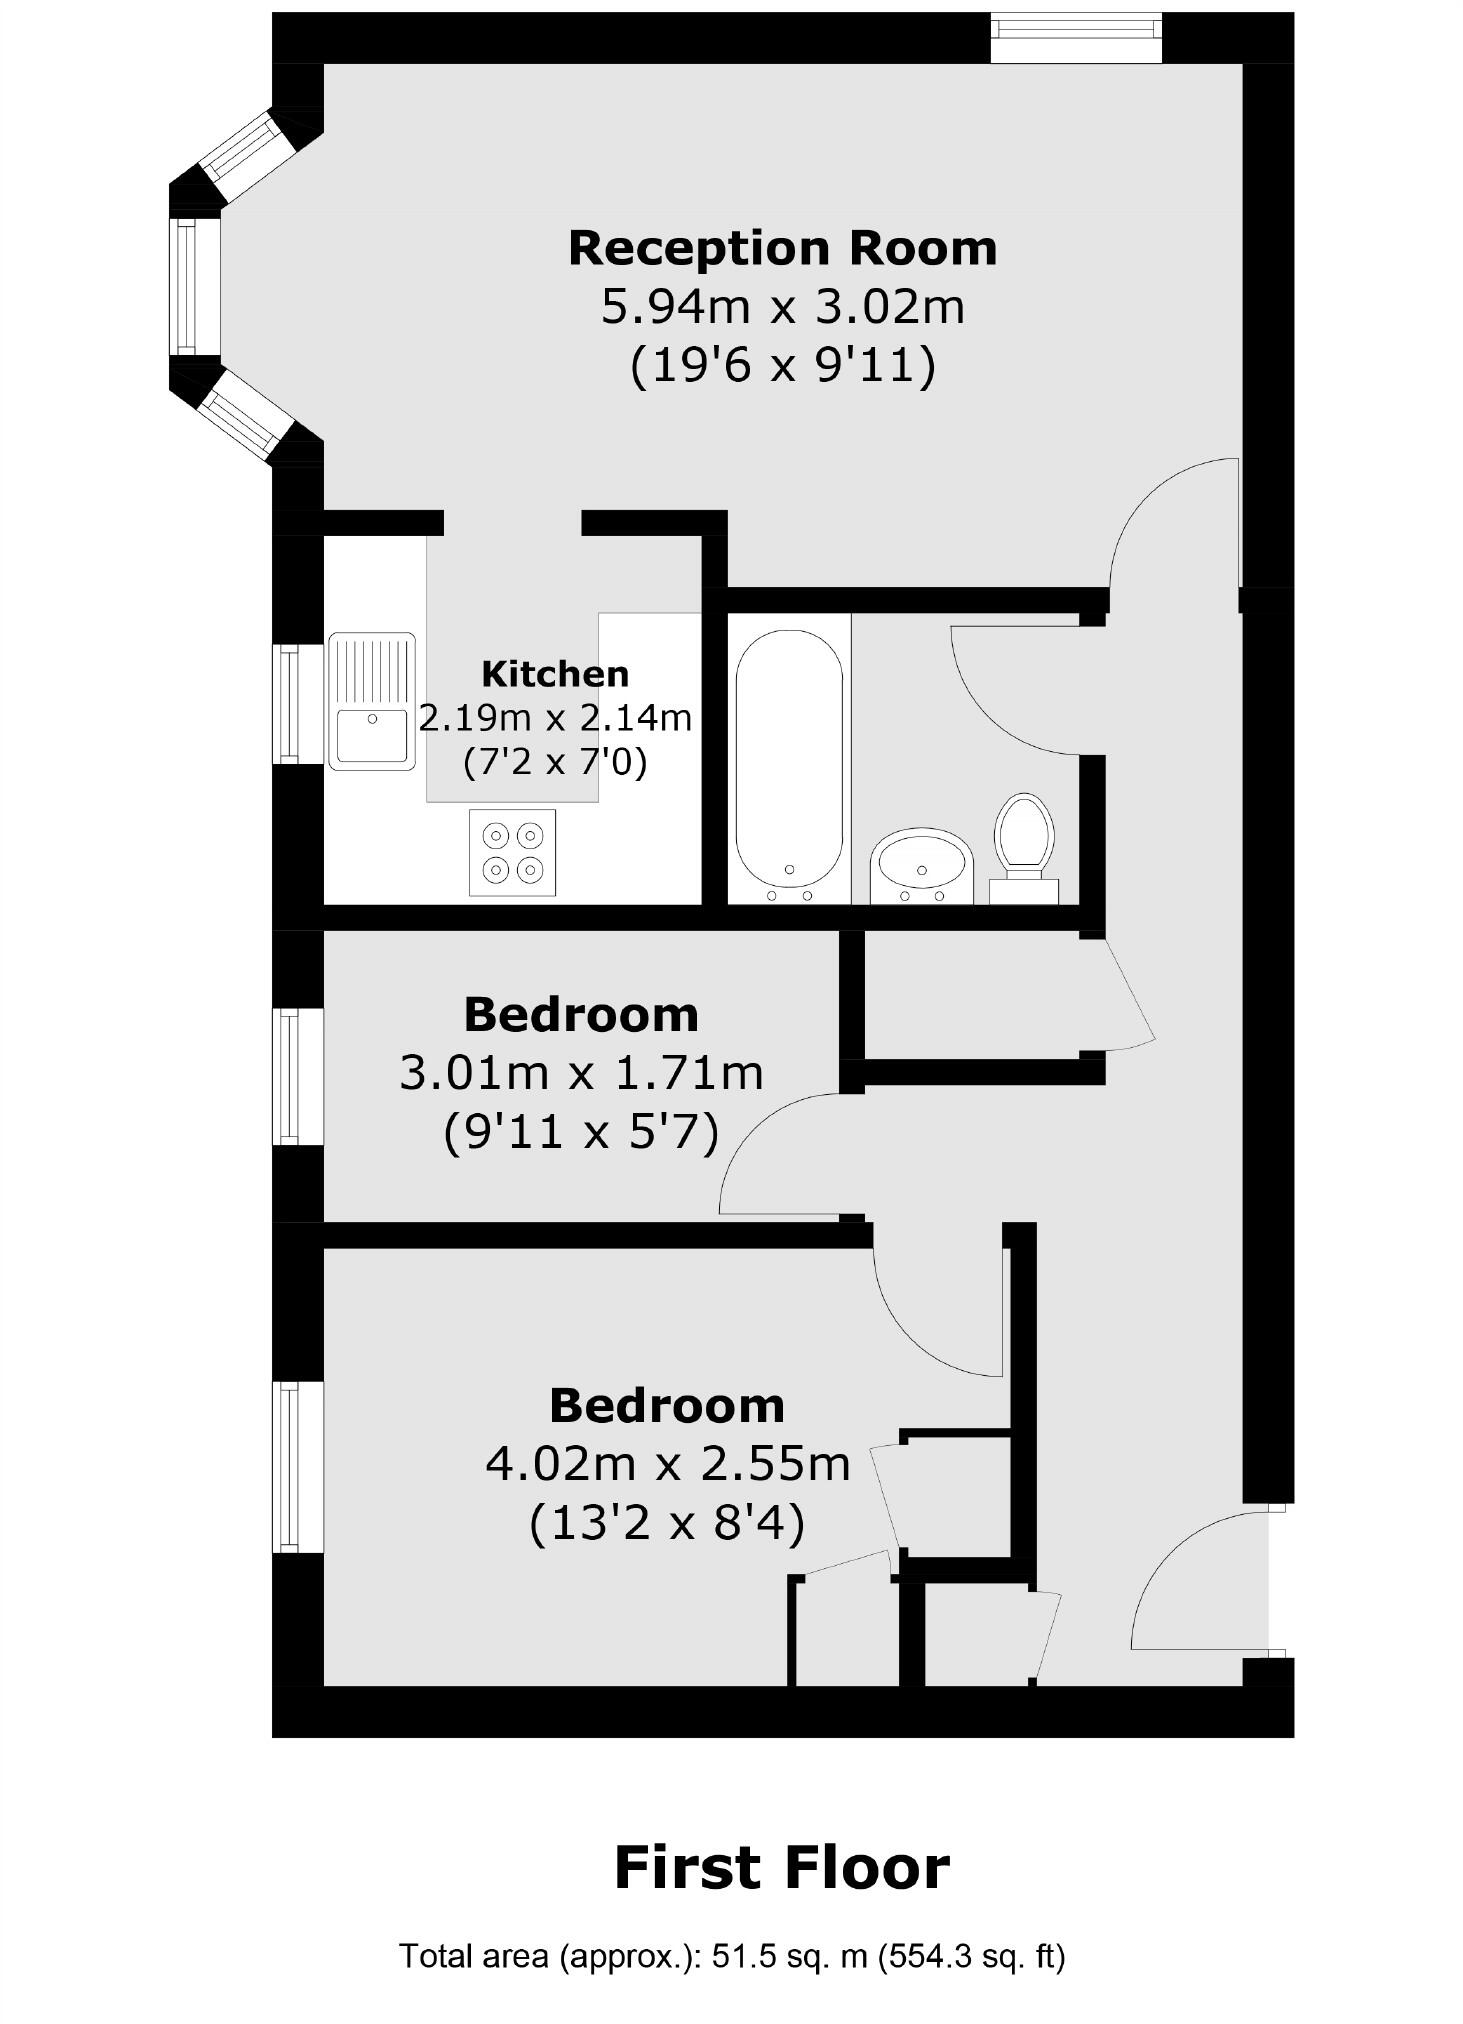 Reception Room
5.94m x 3.02m
(19'6 x 9'11)
Kitchen
2.19m x 2.14m
(7'2 x 7'0)
Bedroom
3.01m x 1.71m
(9'11 x 5'7)
Bedroom
4.02m x 2.55m
(13'2 x 8'4)
First Floor
Total area (approx.): 51.5 sq. m (554.3 sq. ft)